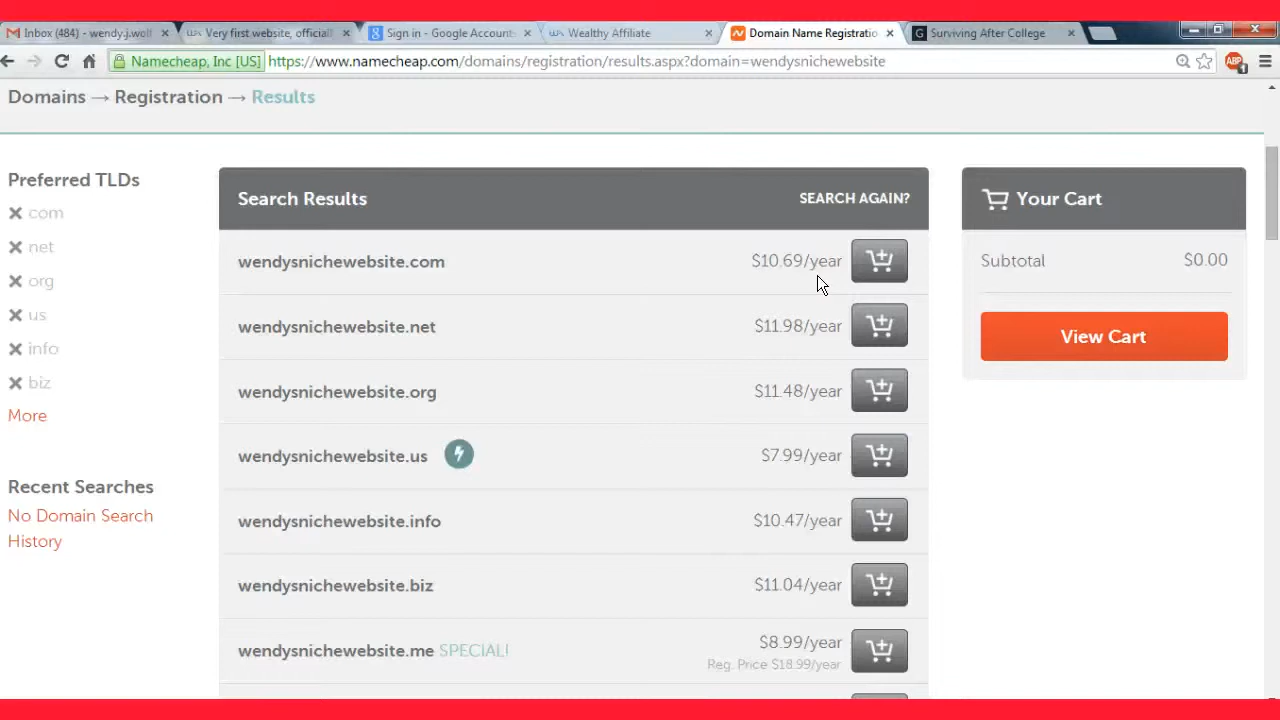 Inbox (484) - wendy.j.wolf
Very first website, officiall
Sign in - Google Accounts
Wealthy Affiliate
Domain Name Registratio
Surviving After College
Namecheap, Inc [US] https://www.namecheap.com/domains/registration/results.aspx?domain=wendysnichewebsite
ABP 1
Domains → Registration → Results
Preferred TLDs
com
net
org
us
info
biz
More
Recent Searches
No Domain Search
History
Search Results SEARCH AGAIN?
wendysnichewebsite.com $10.69/year
wendysnichewebsite.net $11.98/year
wendysnichewebsite.org $11.48/year
wendysnichewebsite.us $7.99/year
wendysnichewebsite.info $10.47/year
wendysnichewebsite.biz $11.04/year
wendysnichewebsite.me SPECIAL! $8.99/year
Reg. Price $18.99/year
Your Cart
Subtotal $0.00
View Cart